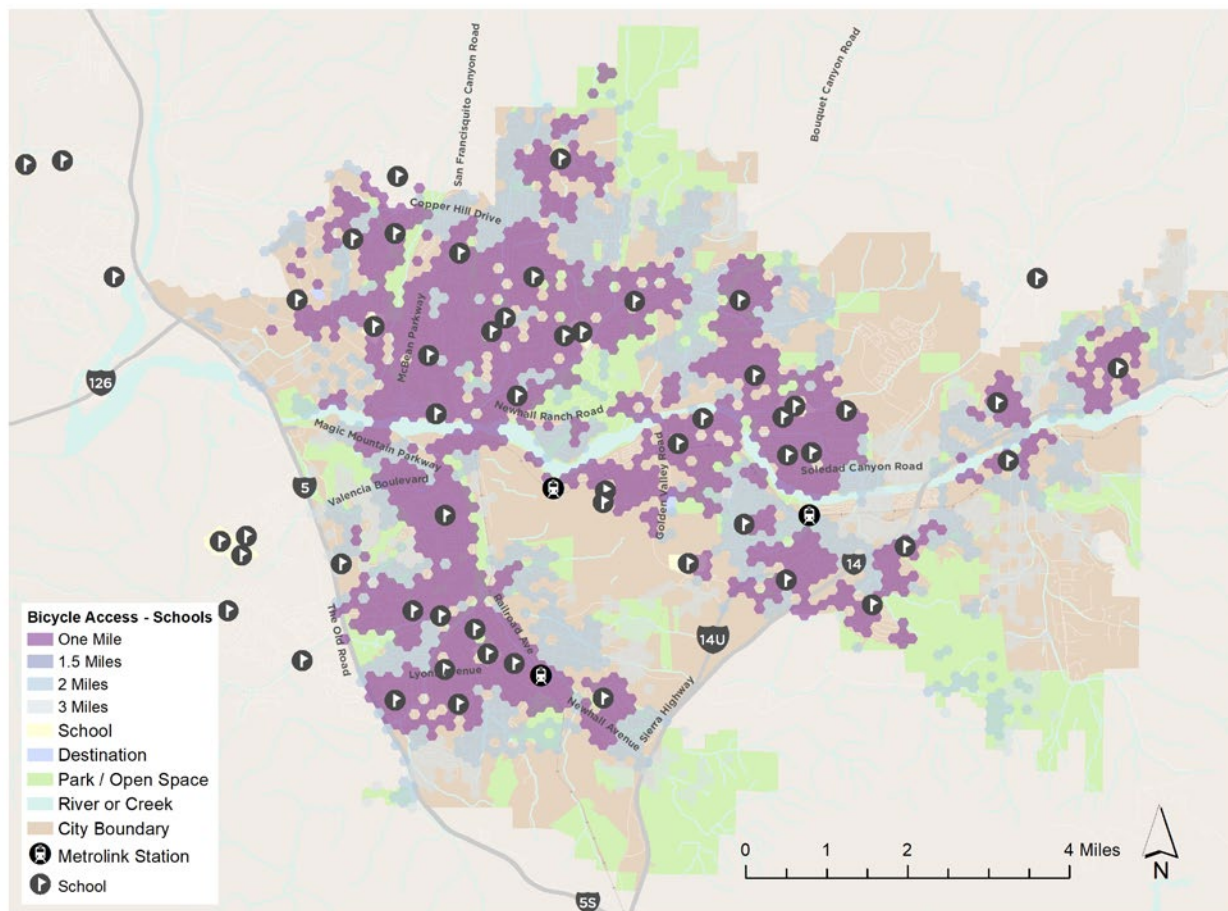 San Francisquito Canyon Road
Bouquet Canyon Road
Copper Hill Drive
McBean Parkway
126
Newhall Ranch Road
Magic Mountain Parkway
Golden Valley Road
Soledad Canyon Road
Valencia Boulevard
5
14
The Old Road
Railroad Ave
14U
Lyons Avenue
Newhall Avenue
Sierra Highway
5S
Bicycle Access - Schools
One Mile
1.5 Miles
2 Miles
3 Miles
School
Destination
Park / Open Space
River or Creek
City Boundary
Metrolink Station
School
0 1 2 4 Miles
N